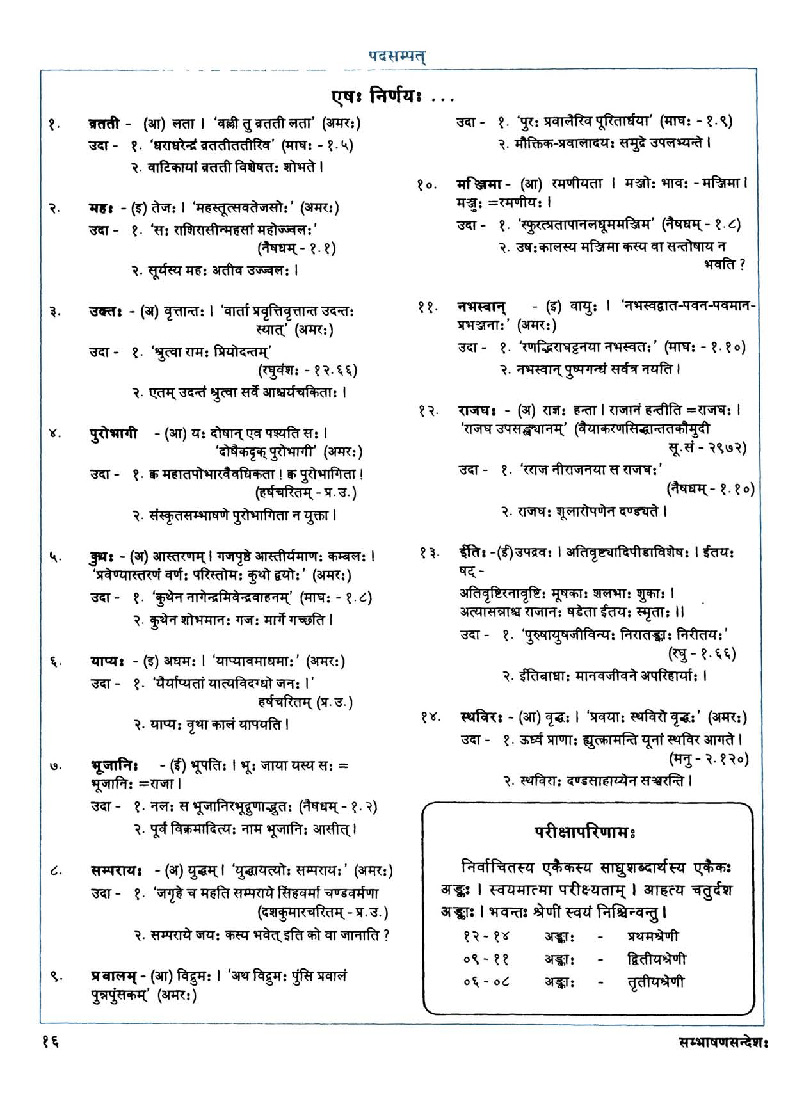 पदसम्पत्
एषः निर्णयः ...
१. ब्रतती - (आ) लता । 'वल्ली तु व्रतती लता' (अमरः)
उदा - १. 'धराधरेन्द्रं व्रततीततीरिव' (माघः - १.५)
२. वाटिकायां व्रतती विशेषतः शोभते ।
२. महः - (इ) तेजः । 'महस्तूत्सवतेजसोः' (अमरः)
उदा - १. 'सः राशिरासीन्महसां महोज्ज्वलः'
(नैषधम् - १.१)
२. सूर्यस्य महः अतीव उज्ज्वलः ।
३. उक्तः - (अ) वृत्तान्तः । 'वार्ता प्रवृत्तिवृत्तान्त उदन्तः
स्यात्' (अमरः)
उदा - १. 'श्रुत्वा रामः प्रियोदन्तम्'
(रघुवंशः - १२.६६)
२. एतम् उदन्तं श्रुत्वा सर्वे आश्चर्यचकिताः ।
४. पुरोभागी - (आ) यः दोषान् एव पश्यति सः ।
'दोषैकदृक् पुरोभागी' (अमरः)
उदा - १. क्व महातपोभारवैवधिकता ! क्व पुरोभागिता !
(हर्षचरितम् - प्र.उ.)
२. संस्कृतसम्भाषणे पुरोभागिता न युक्ता ।
५. कुथः - (अ) आस्तरणम् । गजपृष्ठे आस्तीर्यमाणः कम्बलः ।
'प्रवेण्यास्तरणं वर्णः परिस्तोमः कुथो द्वयोः' (अमरः)
उदा - १. 'कुथेन नागेन्द्रमिवेन्द्रवाहनम्' (माघः - १.८)
२. कुथेन शोभमानः गजः मार्गे गच्छति ।
६. याप्यः - (इ) अधमः । 'याप्यावमाधमाः' (अमरः)
उदा - १. 'यैर्याप्यतां यात्यविदग्धो जनः ।'
हर्षचरितम् (प्र.उ.)
२. याप्यः वृथा कालं यापयति ।
७. भूजानिः - (ई) भूपतिः । भूः जाया यस्य सः =
भूजानिः =राजा ।
उदा - १. नलः स भूजानिरभूद्गुणाद्भुतः (नैषधम् - १.२)
२. पूर्वं विक्रमादित्यः नाम भूजानिः आसीत् ।
८. सम्परायः - (अ) युद्धम् । 'युद्धायत्योः सम्परायः' (अमरः)
उदा - १. 'जगृहे च महति सम्पराये सिंहवर्मा चण्डवर्मणा
(दशकुमारचरितम् - प्र.उ.)
२. सम्पराये जयः कस्य भवेत् इति को वा जानाति ?
९. प्रवालम् - (आ) विद्रुमः । 'अथ विद्रुमः पुंसि प्रवालं
पुन्नपुंसकम्' (अमरः)
उदा - १. 'पुरः प्रवालैरिव पूरितार्धया' (माघः - १.९)
२. मौक्तिक-प्रवालादयः समुद्रे उपलभ्यन्ते ।
१०. मञ्जिमा - (आ) रमणीयता । मञ्जोः भावः - मञ्जिमा ।
मञ्जुः =रमणीयः ।
उदा - १. 'स्फुरत्प्रतापानलधूममञ्जिम' (नैषधम् - १.८)
२. उषःकालस्य मञ्जिमा कस्य वा सन्तोषाय न
भवति ?
११. नभस्वान् - (इ) वायुः । 'नभस्वद्वात-पवन-पवमान-
प्रभञ्जनाः' (अमरः)
उदा - १. 'रणद्भिराघट्टनया नभस्वतः' (माघः - १.१०)
२. नभस्वान् पुष्पगन्धं सर्वत्र नयति ।
१२. राजघः - (अ) राज्ञः हन्ता । राजानं हन्तीति =राजघः ।
'राजघ उपसङ्ख्यानम्' (वैयाकरणसिद्धान्ततकौमुदी
सू.सं - २९७२)
उदा - १. 'रराज नीराजनया स राजघः'
(नैषधम् - १.१०)
२. राजघः शूलारोपणेन दण्ड्यते ।
१३. ईतिः -(ई)उपद्रवः । अतिवृष्ट्यादिपीडाविशेषः । ईतयः
षट् -
अतिवृष्टिरनावृष्टिः मूषकाः शलभाः शुकाः ।
अत्यासन्नाश्च राजानः षडेता ईतयः स्मृताः ।।
उदा - १. 'पुरुषायुषजीविन्यः निरातङ्काः निरीतयः'
(रघु - १.६६)
२. ईतिबाधाः मानवजीवने अपरिहार्याः ।
१४. स्थविरः - (आ) वृद्धः । 'प्रवयाः स्थविरो वृद्धः' (अमरः)
उदा - १. ऊर्ध्वं प्राणाः ह्युत्क्रामन्ति यूनां स्थविर आगते ।
(मनु - २.१२०)
२. स्थविराः दण्डसाहाय्येन सञ्चरन्ति ।
परीक्षापरिणामः
निर्वाचितस्य एकैकस्य साधुशब्दार्थस्य एकैकः
अङ्कः । स्वयमात्मा परीक्ष्यताम् । आहत्य चतुर्दश
अङ्काः । भवन्तः श्रेणीं स्वयं निश्चिन्वन्तु ।
१२ - १४ अङ्काः - प्रथमश्रेणी
०९ - ११ अङ्काः - द्वितीयश्रेणी
०६ - ०८ अङ्काः - तृतीयश्रेणी
१६
सम्भाषणसन्देशः